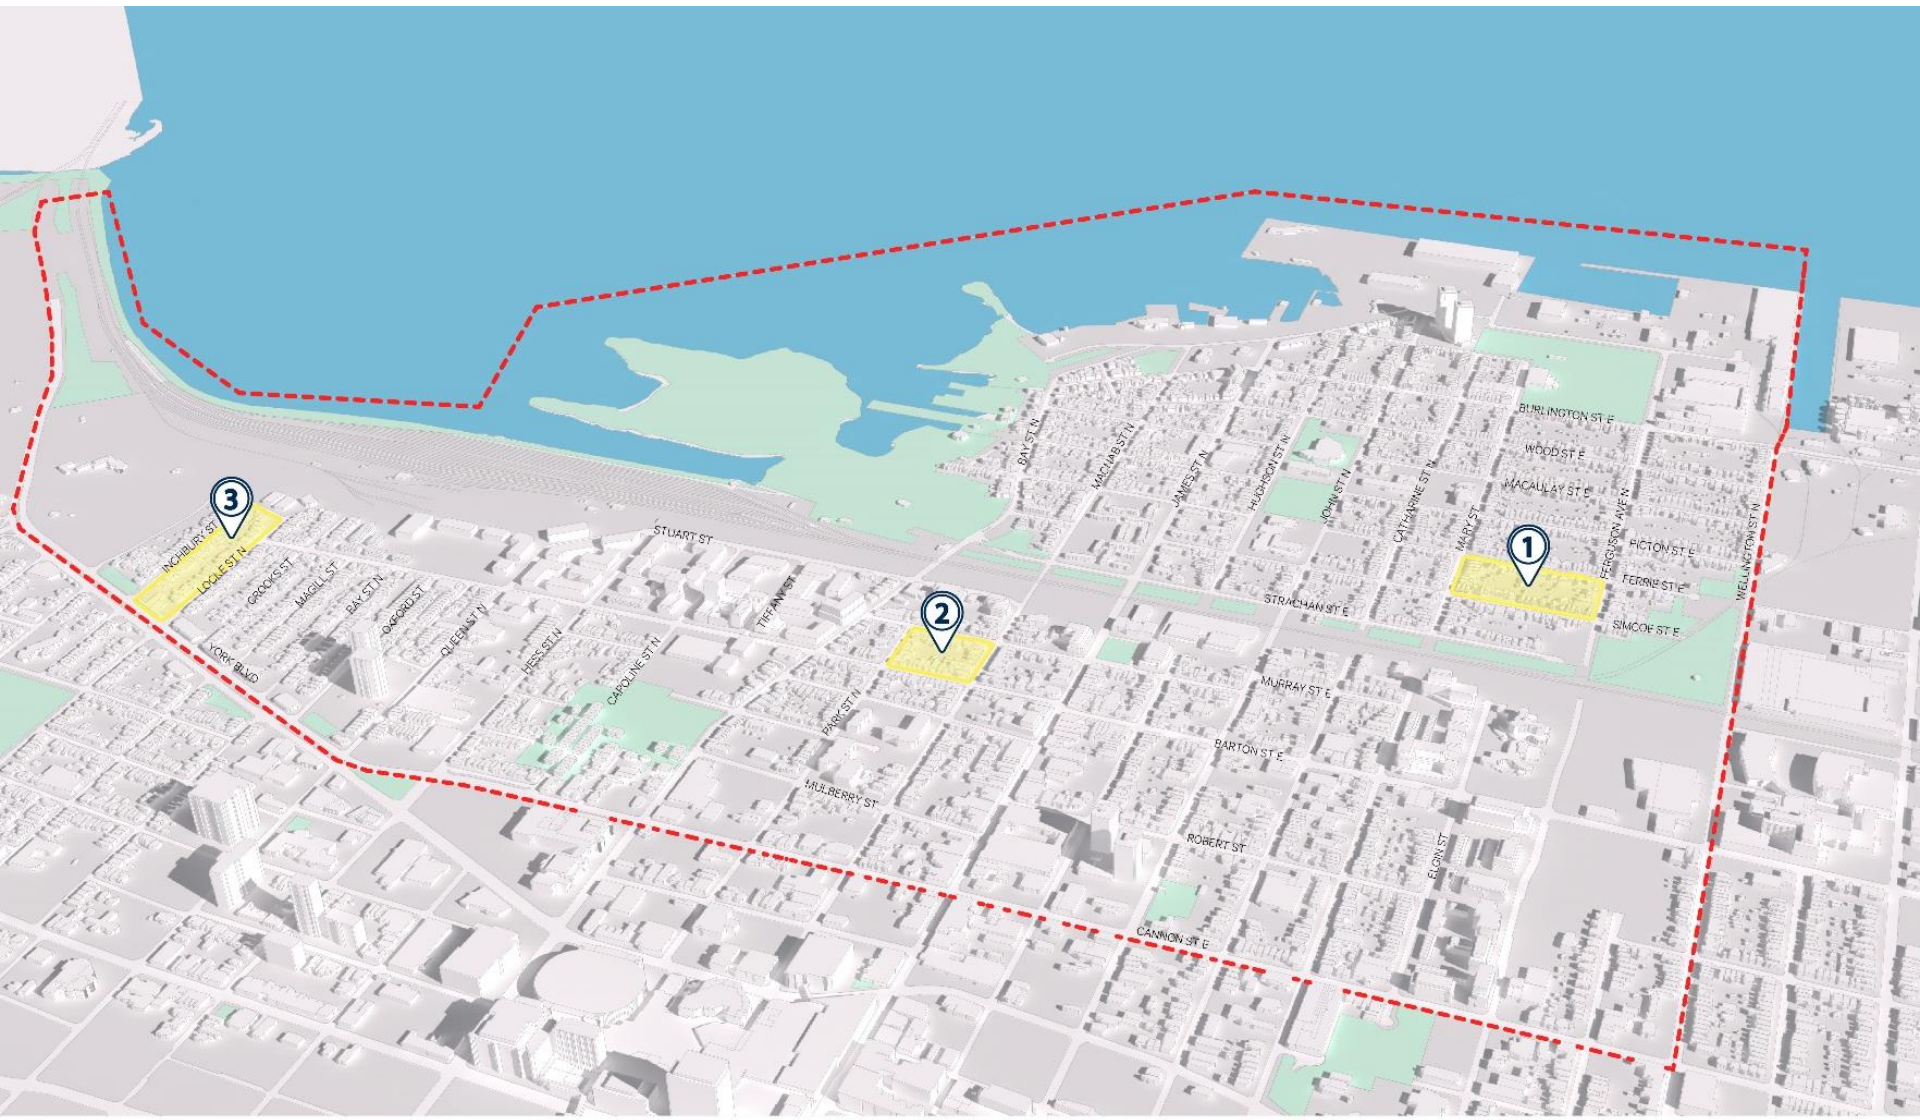 BAY ST N
MACNAB ST N
JAMES ST N
HUGHSON ST N
JOHN ST N
CATHARINE ST N
MARY ST
FERGUSON AVE N
WELLINGTON ST N
BURLINGTON ST E
WOOD ST E
MACAULAY ST E
PICTON ST E
FERRIE ST E
SIMCOE ST E
STRACHAN ST E
1
2
3
INCHBURY ST
LOCLE ST N
CROOKS ST
MAGILL ST
RAY ST N
OXFORD ST
QUEEN ST N
HESS ST N
CAROLINE ST N
STUART ST
TIFFANY ST
PARK ST N
YORK BLVD
MURRAY ST E
BARTON ST E
MULBERRY ST
ROBERT ST
ELGIN ST
CANNON ST E